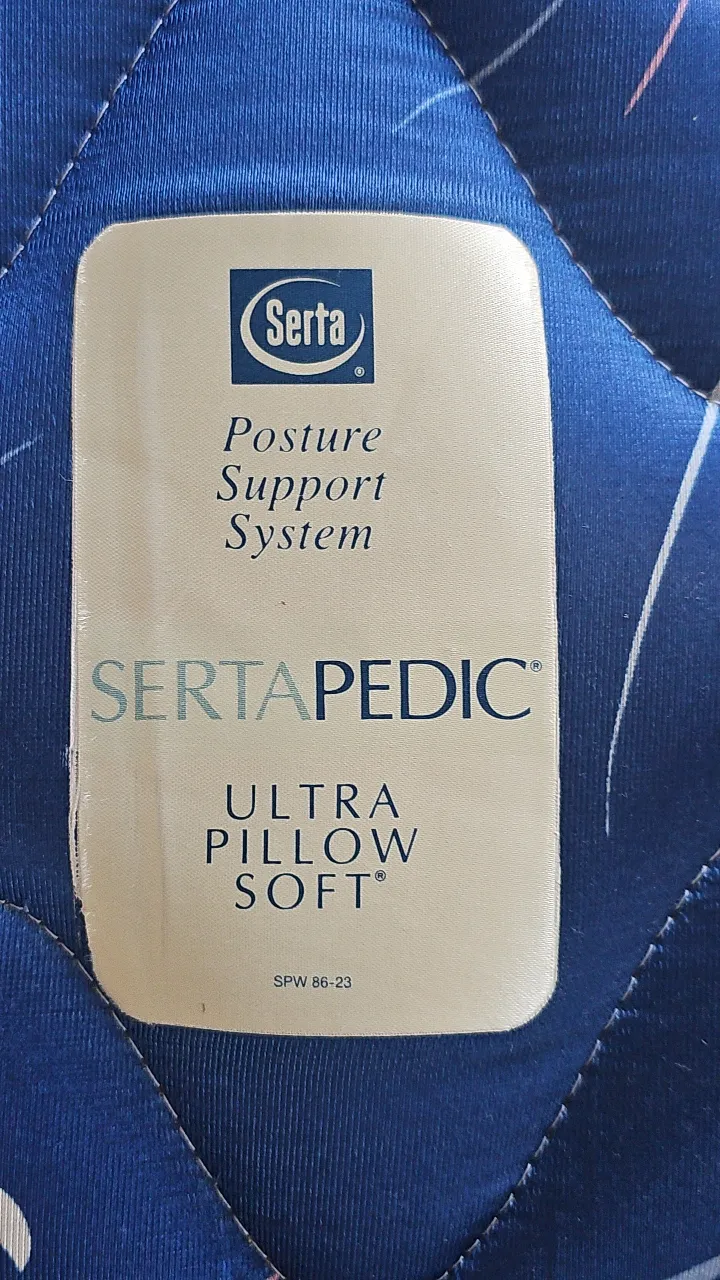 Serta®
Posture
Support
System
SERTAPEDIC®
ULTRA
PILLOW
SOFT®
SPW 86-23